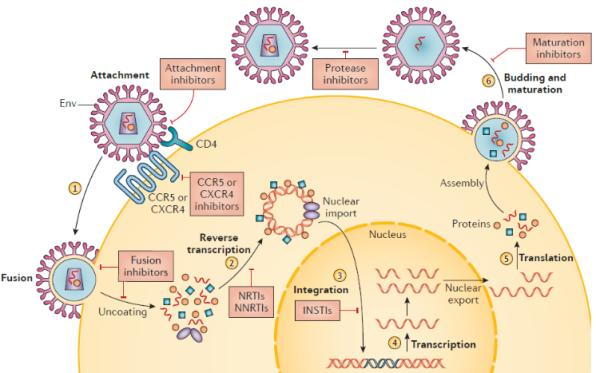 Attachment
Attachment
inhibitors
Env
CD4
CCR5 or
CXCR4
CCR5 or
CXCR4
inhibitors
1
Fusion
Fusion
inhibitors
Uncoating
Reverse
transcription
2
NRTIs
NNRTIs
Nuclear
import
Nucleus
3
Integration
INSTIs
4
Transcription
Nuclear
export
5
Translation
Proteins
Assembly
6
Budding and
maturation
Maturation
inhibitors
Protease
inhibitors